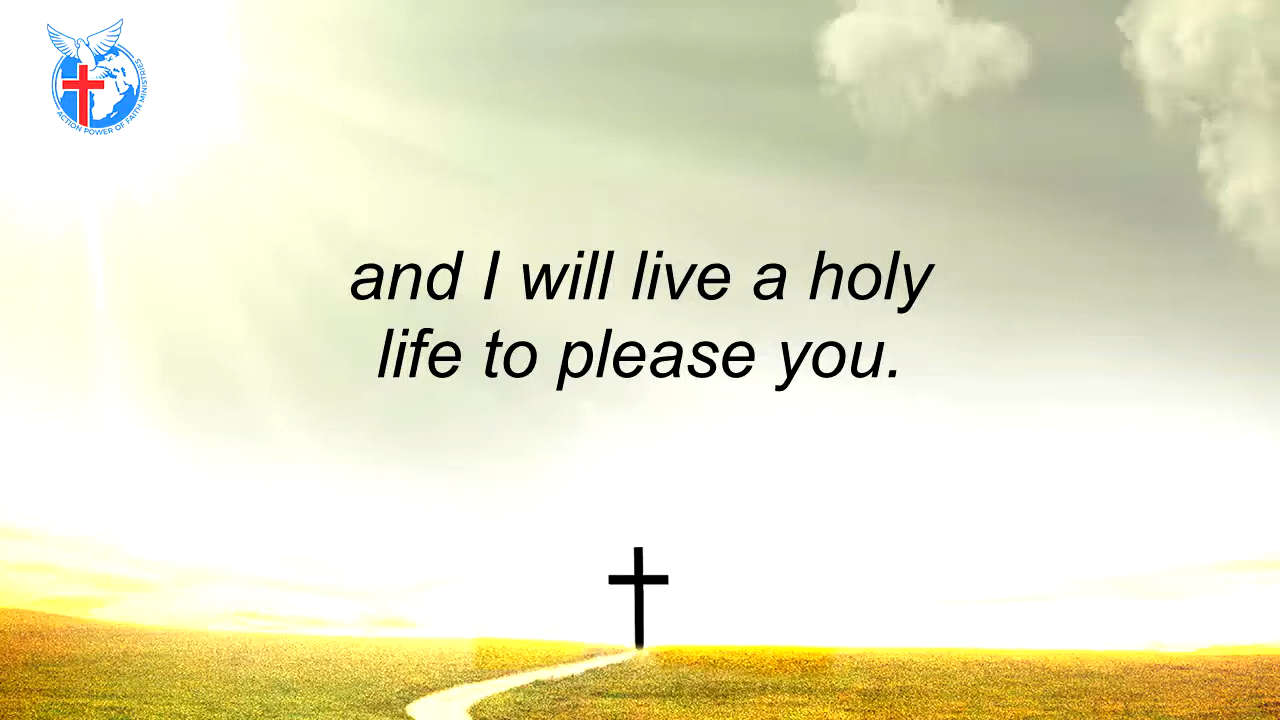 ACTION POWER OF FAITH MINISTRIES
and I will live a holy
life to please you.